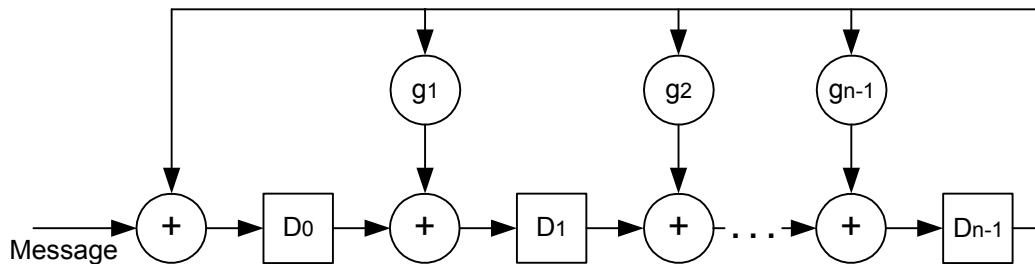 g1 g2 gn-1
+ D0 + D1 + ... + Dn-1
Message